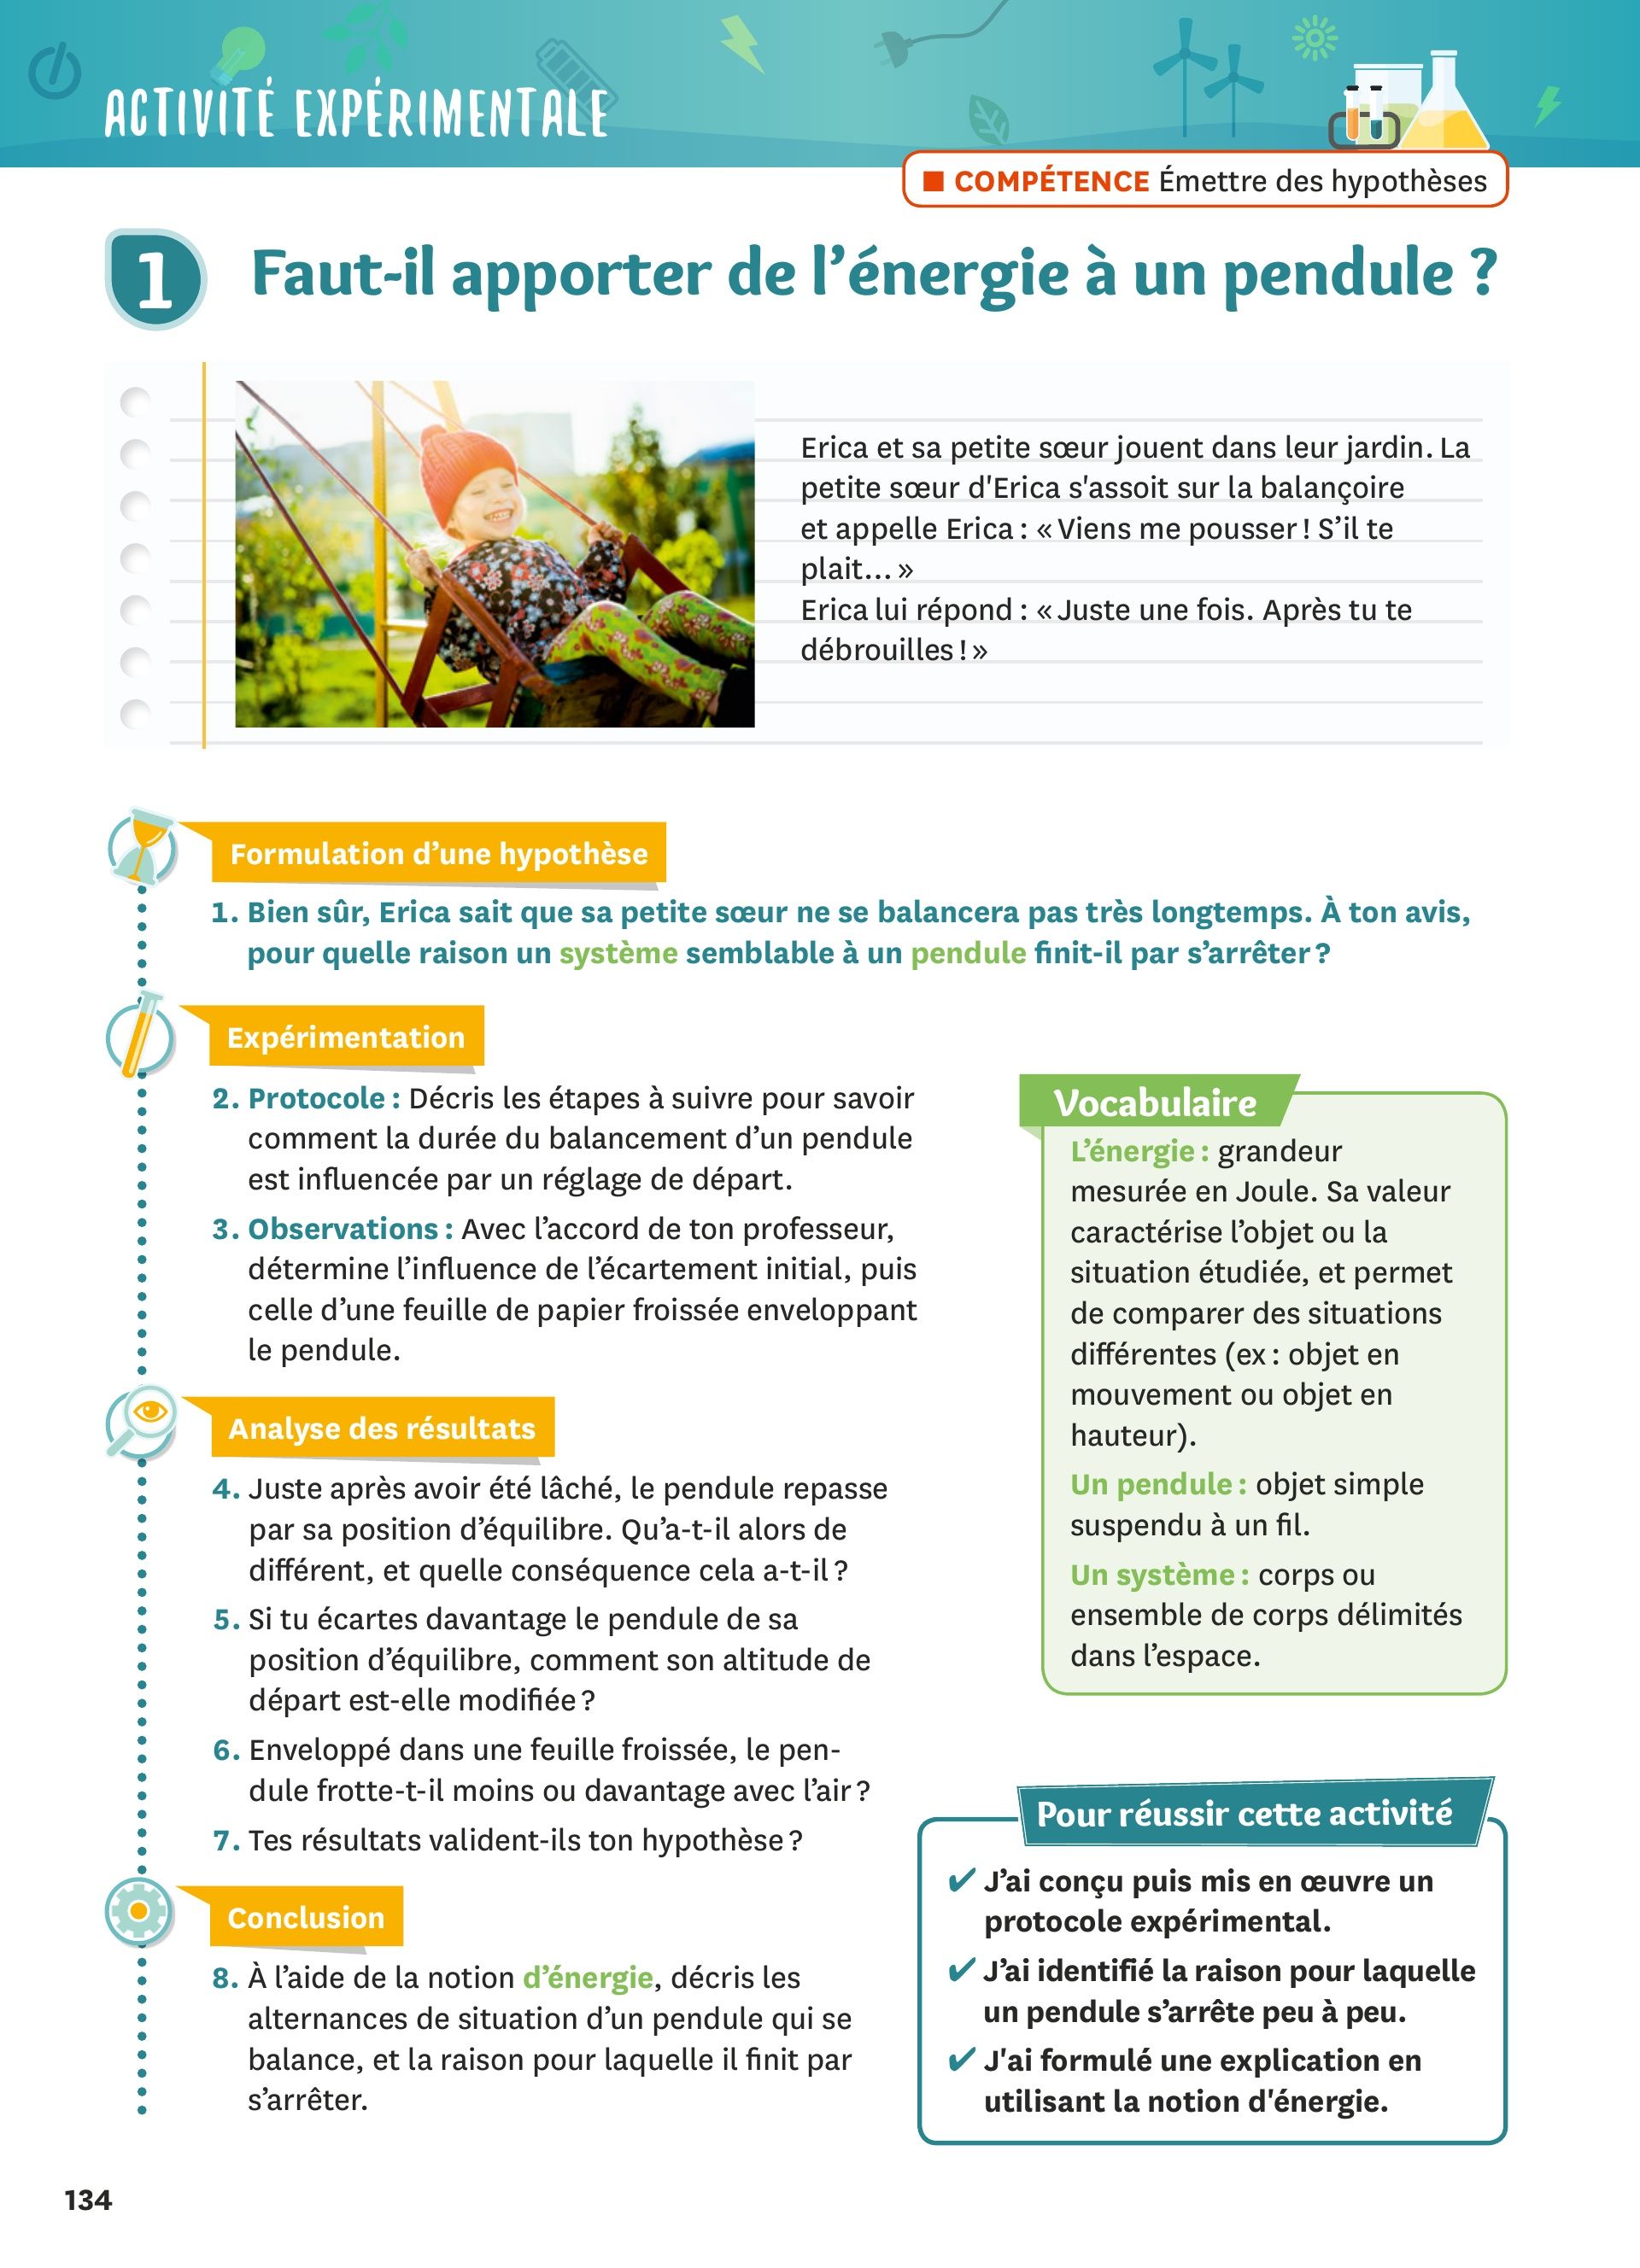 ACTIVITÉ EXPÉRIMENTALE
■ COMPÉTENCE Émettre des hypothèses
1 Faut-il apporter de l’énergie à un pendule ?
Erica et sa petite sœur jouent dans leur jardin. La
petite sœur d'Erica s'assoit sur la balançoire
et appelle Erica : « Viens me pousser ! S’il te
plait… »
Erica lui répond : « Juste une fois. Après tu te
débrouilles ! »
Formulation d’une hypothèse
1. Bien sûr, Erica sait que sa petite sœur ne se balancera pas très longtemps. À ton avis,
pour quelle raison un système semblable à un pendule finit-il par s’arrêter ?
Expérimentation
2. Protocole : Décris les étapes à suivre pour savoir
comment la durée du balancement d’un pendule
est influencée par un réglage de départ.
3. Observations : Avec l’accord de ton professeur,
détermine l’influence de l’écartement initial, puis
celle d’une feuille de papier froissée enveloppant
le pendule.
Analyse des résultats
4. Juste après avoir été lâché, le pendule repasse
par sa position d’équilibre. Qu’a-t-il alors de
différent, et quelle conséquence cela a-t-il ?
5. Si tu écartes davantage le pendule de sa
position d’équilibre, comment son altitude de
départ est-elle modifiée ?
6. Enveloppé dans une feuille froissée, le pen-
dule frotte-t-il moins ou davantage avec l’air ?
7. Tes résultats valident-ils ton hypothèse ?
Conclusion
8. À l’aide de la notion d’énergie, décris les
alternances de situation d’un pendule qui se
balance, et la raison pour laquelle il finit par
s’arrêter.
Vocabulaire
L’énergie : grandeur
mesurée en Joule. Sa valeur
caractérise l’objet ou la
situation étudiée, et permet
de comparer des situations
différentes (ex : objet en
mouvement ou objet en
hauteur).
Un pendule : objet simple
suspendu à un fil.
Un système : corps ou
ensemble de corps délimités
dans l’espace.
Pour réussir cette activité
✔ J’ai conçu puis mis en œuvre un
protocole expérimental.
✔ J’ai identifié la raison pour laquelle
un pendule s’arrête peu à peu.
✔ J'ai formulé une explication en
utilisant la notion d'énergie.
134